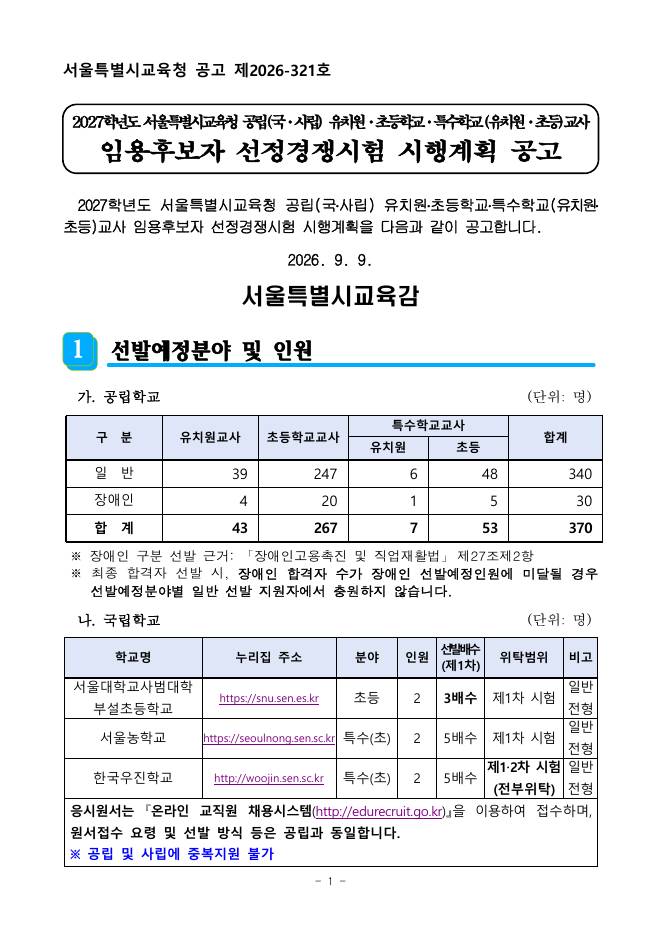 서울특별시교육청 공고 제2026-321호
2027학년도 서울특별시교육청 공립(국·사립) 유치원·초등학교·특수학교(유치원·초등)교사
임용후보자 선정경쟁시험 시행계획 공고
2027학년도 서울특별시교육청 공립(국·사립) 유치원·초등학교·특수학교(유치원·
초등)교사 임용후보자 선정경쟁시험 시행계획을 다음과 같이 공고합니다.
2026. 9. 9.
서울특별시교육감
1 선발예정분야 및 인원
가. 공립학교 (단위: 명)
구 분 유치원교사 초등학교교사 특수학교교사 합계
유치원 초등
일 반 39 247 6 48 340
장애인 4 20 1 5 30
합 계 43 267 7 53 370
※ 장애인 구분 선발 근거: 「장애인고용촉진 및 직업재활법」 제27조제2항
※ 최종 합격자 선발 시, 장애인 합격자 수가 장애인 선발예정인원에 미달될 경우
선발예정분야별 일반 선발 지원자에서 충원하지 않습니다.
나. 국립학교 (단위: 명)
학교명 누리집 주소 분야 인원 선발배수 (제1차) 위탁범위 비고
서울대학교사범대학 부설초등학교 https://snu.sen.es.kr 초등 2 3배수 제1차 시험 일반 전형
서울농학교 https://seoulnong.sen.sc.kr 특수(초) 2 5배수 제1차 시험 일반 전형
한국우진학교 http://woojin.sen.sc.kr 특수(초) 2 5배수 제1·2차 시험 (전부위탁) 일반 전형
응시원서는 『온라인 교직원 채용시스템(http://edurecruit.go.kr)』을 이용하여 접수하며,
원서접수 요령 및 선발 방식 등은 공립과 동일합니다.
※ 공립 및 사립에 중복지원 불가
- 1 -